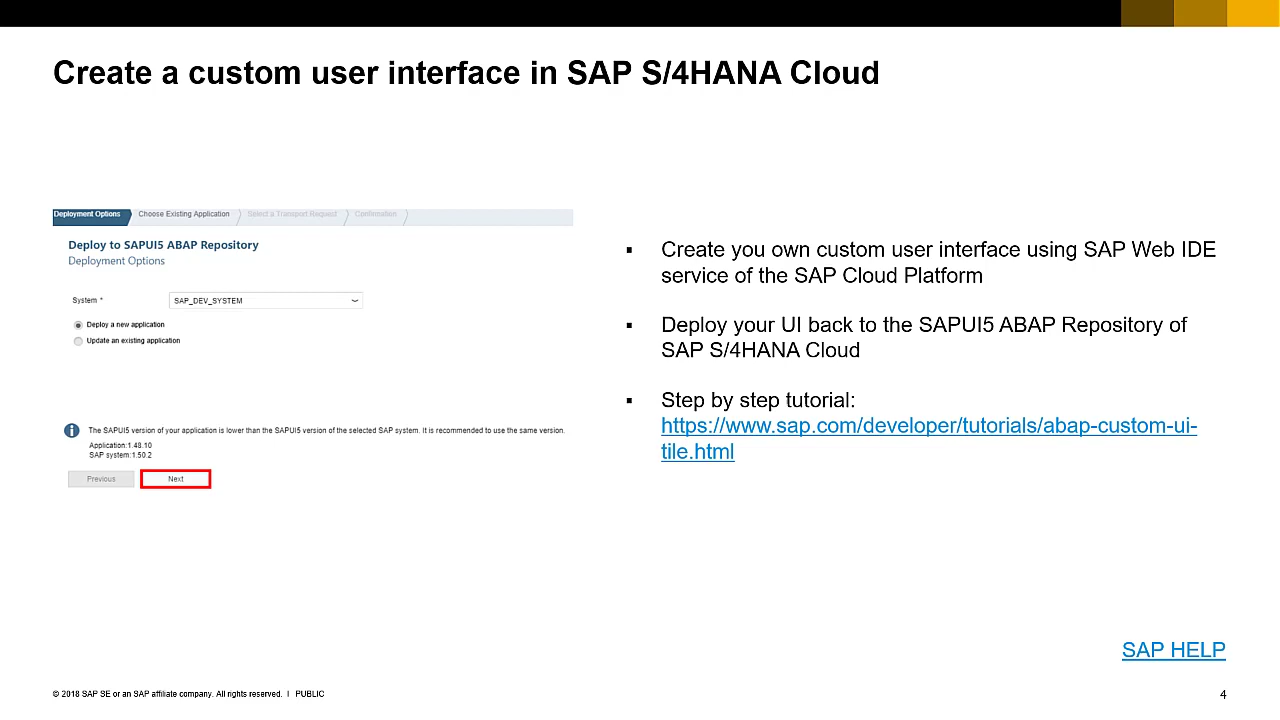 Create a custom user interface in SAP S/4HANA Cloud
Deployment Options
Choose Existing Application
Select a Transport Request
Confirmation
Deploy to SAPUI5 ABAP Repository
Deployment Options
System *
SAP_DEV_SYSTEM
Deploy a new application
Update an existing application
The SAPUI5 version of your application is lower than the SAPUI5 version of the selected SAP system. It is recommended to use the same version.
Application:1.48.10
SAP system:1.50.2
Previous
Next
▪ Create you own custom user interface using SAP Web IDE
service of the SAP Cloud Platform
▪ Deploy your UI back to the SAPUI5 ABAP Repository of
SAP S/4HANA Cloud
▪ Step by step tutorial:
https://www.sap.com/developer/tutorials/abap-custom-ui-
tile.html
SAP HELP
© 2018 SAP SE or an SAP affiliate company. All rights reserved. I PUBLIC
4